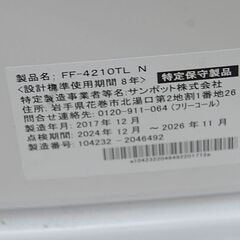 製品名: FF-4210TL N
<設計標準使用期間 8年> 特定保守製品
特定製造事業者等名: サンポット株式会社
住所: 岩手県花巻市北湯口第2地割1番地26
問合せ連絡先: 0120-911-064 (フリーコール)
製造年月: 2017年 12月
点検期間: 2024年 12月 ~ 2026年 11月
製造番号: 104232-2046492